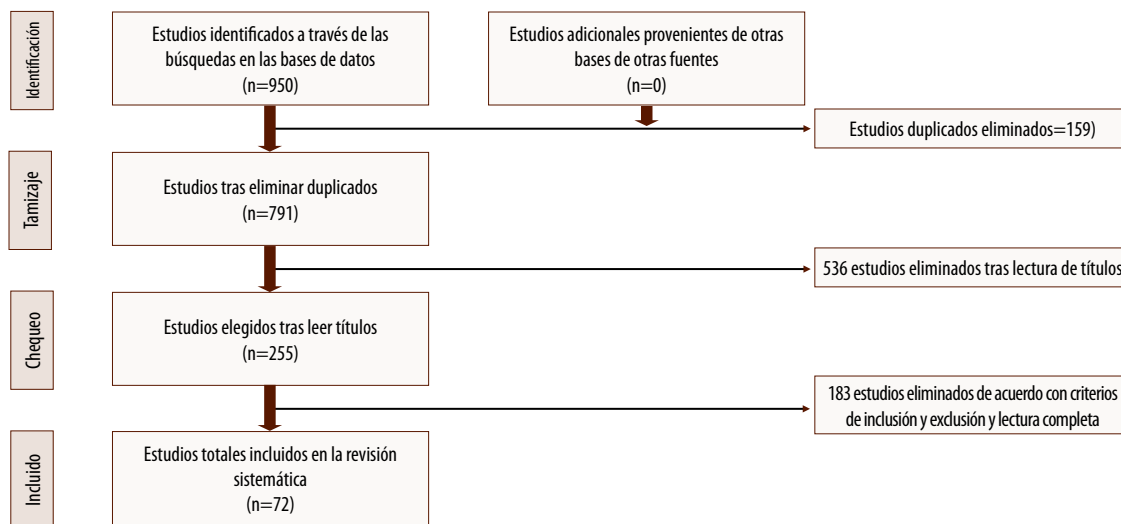 Identificación
Estudios identificados a través de las
búsquedas en las bases de datos
(n=950)
Estudios adicionales provenientes de otras
bases de otras fuentes
(n=0)
Estudios duplicados eliminados=159)
Tamizaje
Estudios tras eliminar duplicados
(n=791)
536 estudios eliminados tras lectura de títulos
Chequeo
Estudios elegidos tras leer títulos
(n=255)
183 estudios eliminados de acuerdo con criterios
de inclusión y exclusión y lectura completa
Incluido
Estudios totales incluidos en la revisión
sistemática
(n=72)